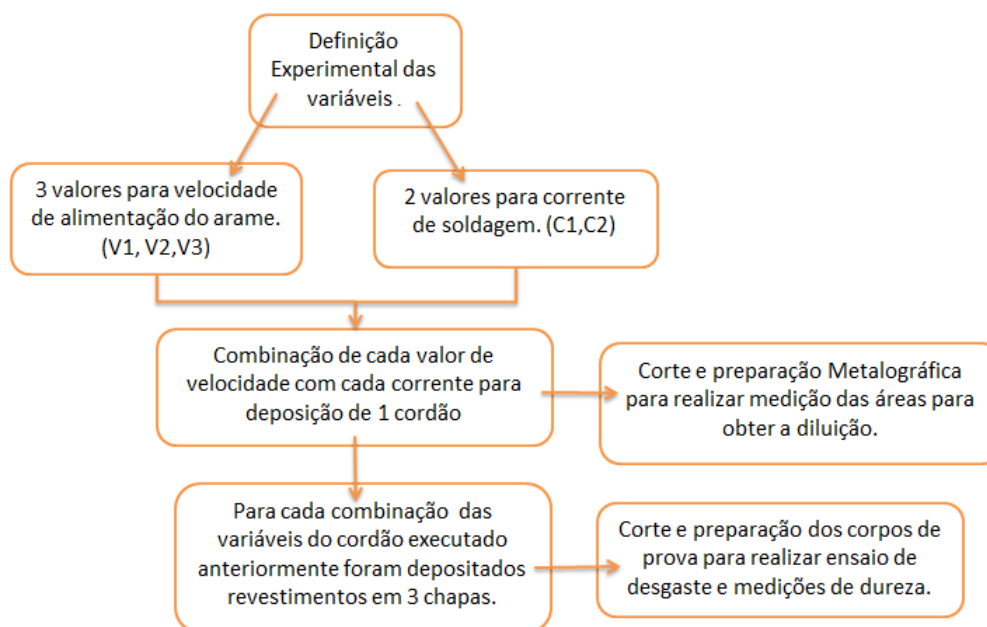 Definição
Experimental das
variáveis .
3 valores para velocidade
de alimentação do arame.
(V1, V2,V3)
2 valores para corrente
de soldagem. (C1,C2)
Combinação de cada valor de
velocidade com cada corrente para
deposição de 1 cordão
Corte e preparação Metalográfica
para realizar medição das áreas para
obter a diluição.
Para cada combinação das
variáveis do cordão executado
anteriormente foram depositados
revestimentos em 3 chapas.
Corte e preparação dos corpos de
prova para realizar ensaio de
desgaste e medições de dureza.